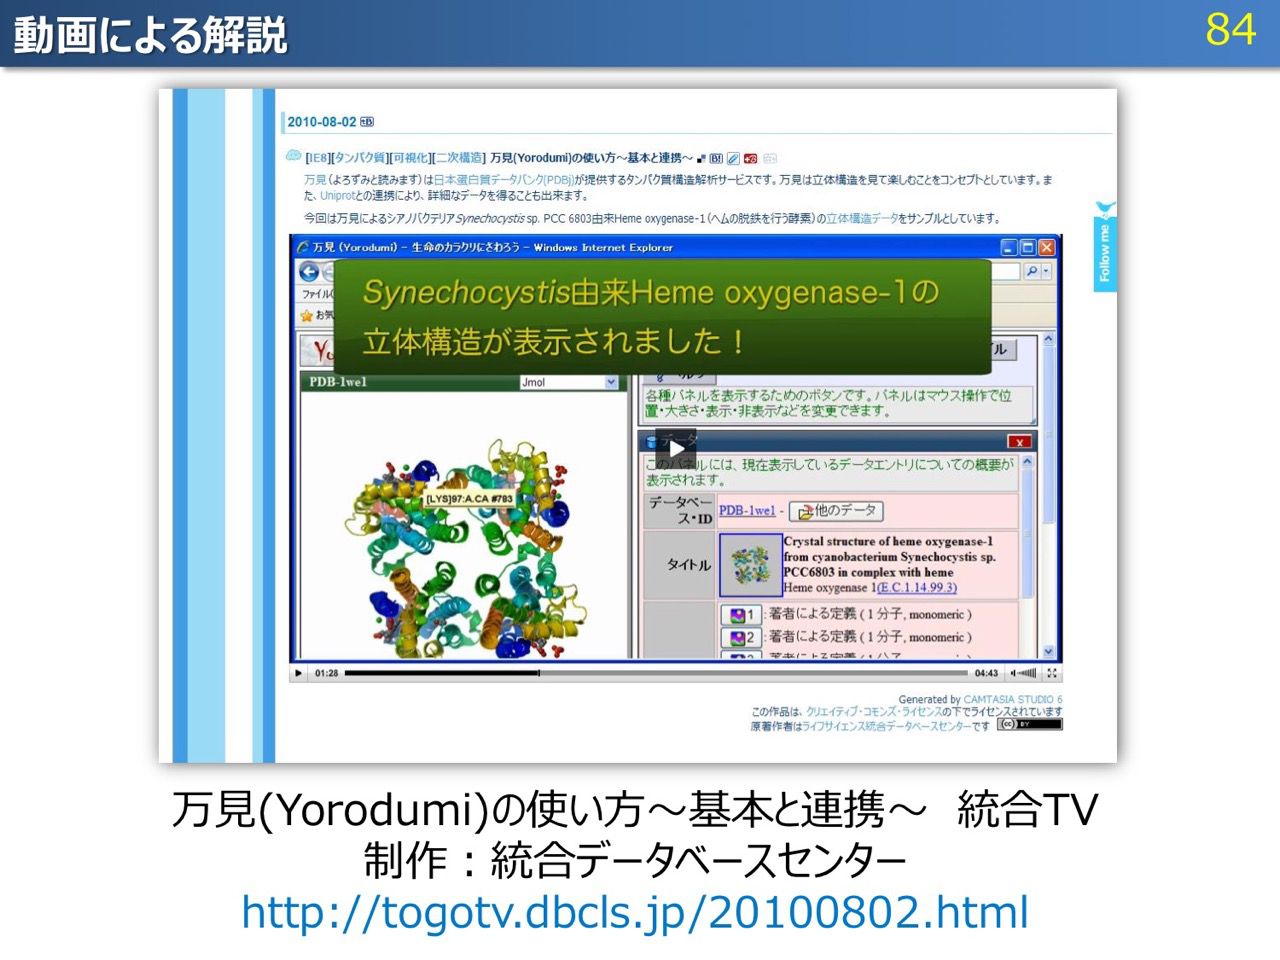 動画による解説
84
2010-08-02
[IE8][タンパク質][可視化][二次構造] 万見(Yorodumi)の使い方～基本と連携～
万見（よろずみと読みます）は日本蛋白質データバンク(PDBj)が提供するタンパク質構造解析サービスです。万見は立体構造を見て楽しむことをコンセプトとしています。ま
た、Uniprotとの連携により、詳細なデータを得ることも出来ます。
今回は万見によるシアノバクテリアSynechocystis sp. PCC 6803由来Heme oxygenase-1（ヘムの脱鉄を行う酵素）の立体構造データをサンプルとしています。
Follow me
万見 (Yorodumi) - 生命のカラクリにさわろう - Windows Internet Explorer
ファイル(
お気
Synechocystis由来Heme oxygenase-1の
立体構造が表示されました！
PDB-1we1
Jmol
各種パネルを表示するためのボタンです。パネルはマウス操作で位
置・大きさ・表示・非表示などを変更できます。
データ
x
このパネルには、現在表示しているデータエントリについての概要が
表示されます。
データベー
ス・ID
PDB-1we1 -
他のデータ
[LYS]97:A.CA #783
タイトル
Crystal structure of heme oxygenase-1
from cyanobacterium Synechocystis sp.
PCC6803 in complex with heme
Heme oxygenase 1(E.C.1.14.99.3)
1 : 著者による定義 ( 1 分子, monomeric )
2 : 著者による定義 ( 1 分子, monomeric )
01:28
04:43
Generated by CAMTASIA STUDIO 6
この作品は、クリエイティブ・コモンズ・ライセンスの下でライセンスされています
原著作者はライフサイエンス統合データベースセンターです
cc BY
万見(Yorodumi)の使い方～基本と連携～　統合TV
制作：統合データベースセンター
http://togotv.dbcls.jp/20100802.html